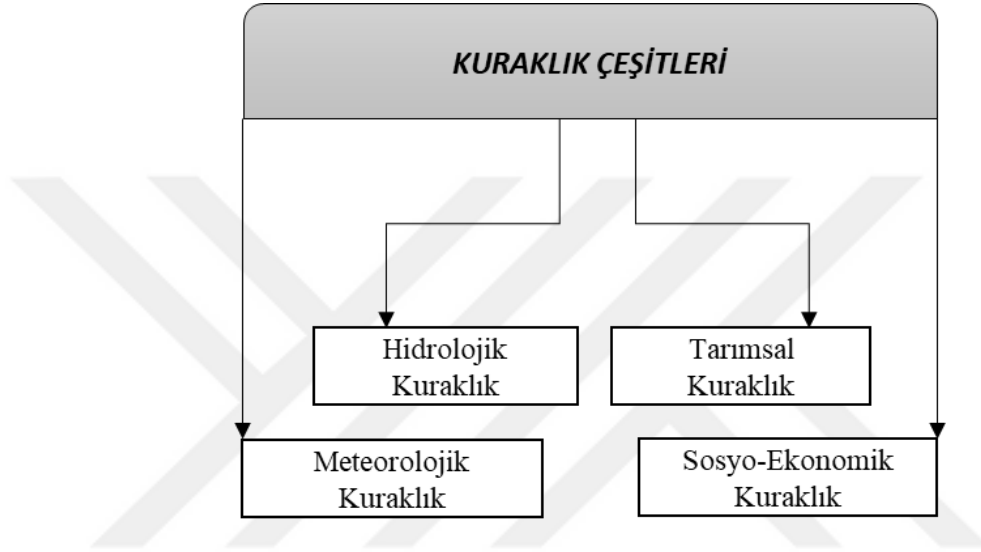 KURAKLIK ÇEŞİTLERİ
Hidrolojik
Kuraklık
Tarımsal
Kuraklık
Meteorolojik
Kuraklık
Sosyo-Ekonomik
Kuraklık